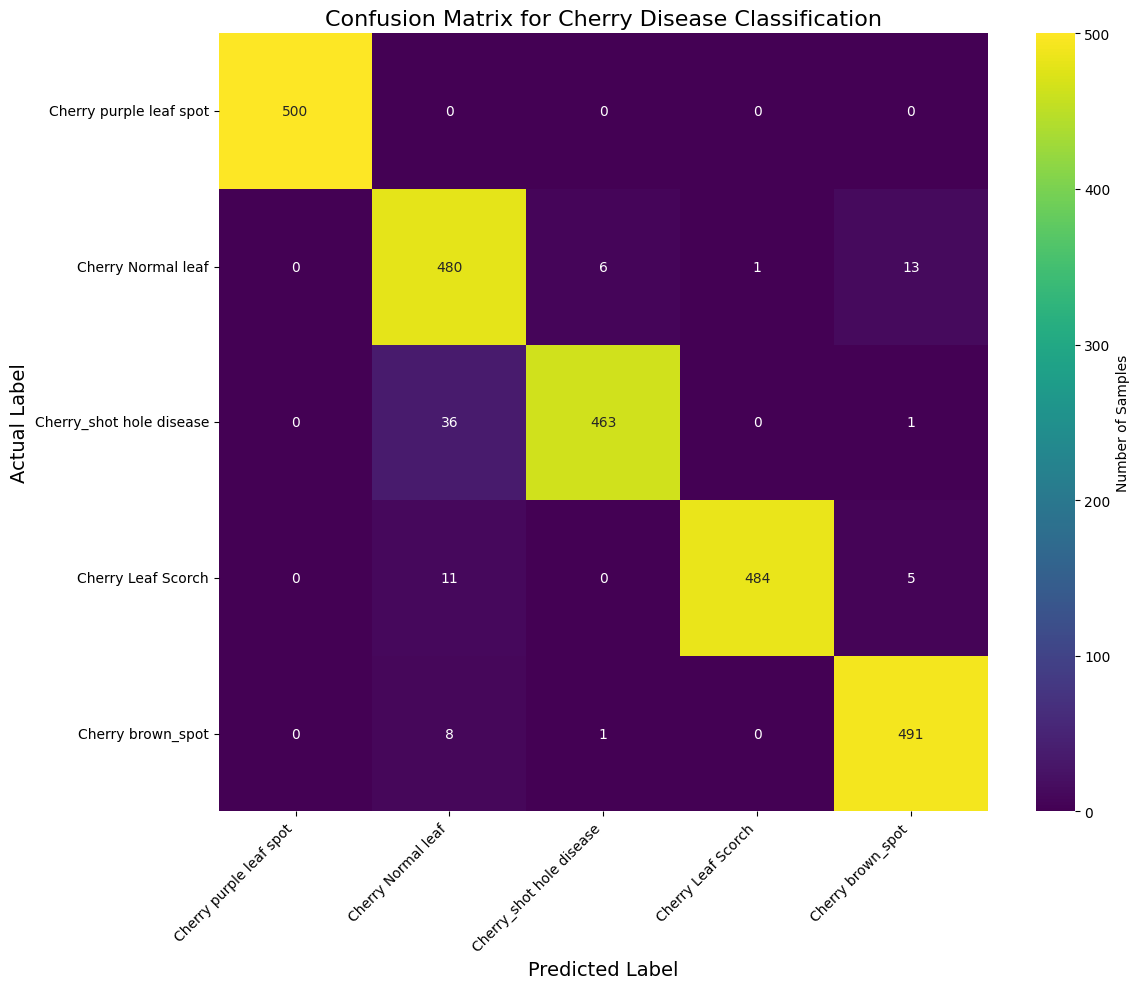 Confusion Matrix for Cherry Disease Classification
Actual Label
Cherry purple leaf spot
500 0 0 0 0
Cherry Normal leaf
0 480 6 1 13
Cherry_shot hole disease
0 36 463 0 1
Cherry Leaf Scorch
0 11 0 484 5
Cherry brown_spot
0 8 1 0 491
Cherry purple leaf spot
Cherry Normal leaf
Cherry_shot hole disease
Cherry Leaf Scorch
Cherry brown_spot
Predicted Label
500
400
300
200
100
0
Number of Samples